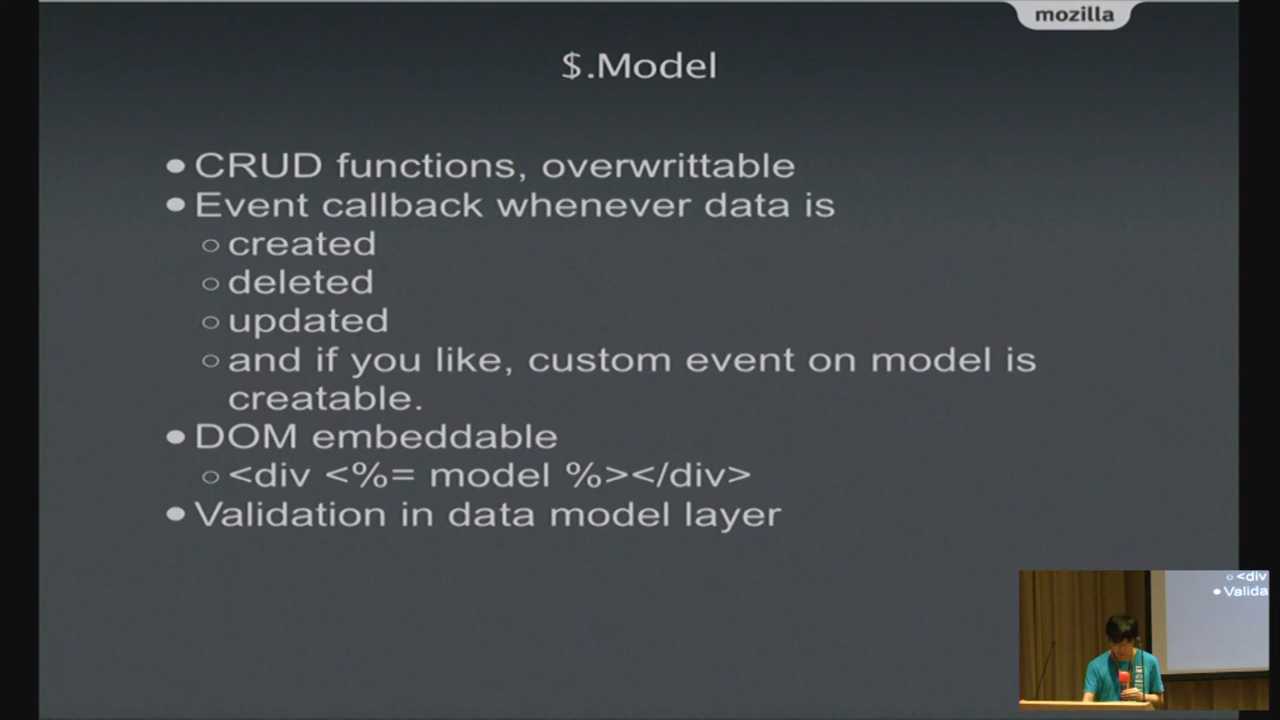 mozilla
$.Model
● CRUD functions, overwrittable
● Event callback whenever data is
○ created
○ deleted
○ updated
○ and if you like, custom event on model is
creatable.
● DOM embeddable
○ <div <%= model %></div>
● Validation in data model layer
○ <div
● Valida